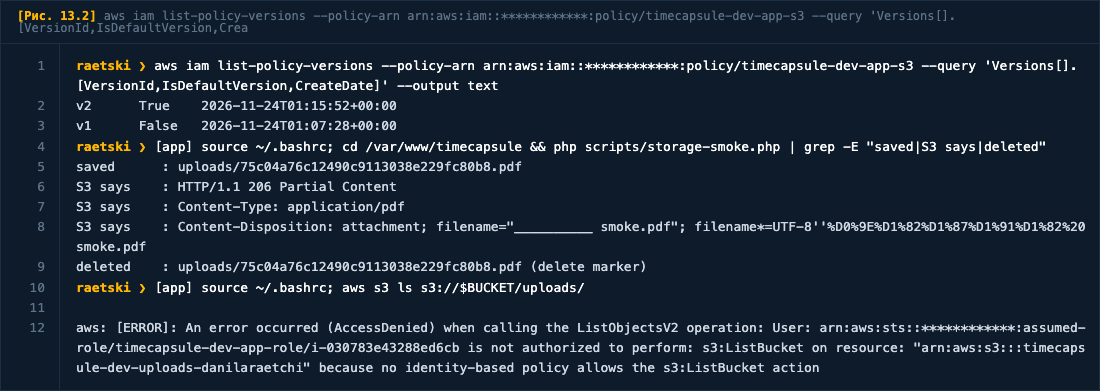 [Рис. 13.2] aws iam list-policy-versions --policy-arn arn:aws:iam::************:policy/timecapsule-dev-app-s3 --query 'Versions[].
[VersionId,IsDefaultVersion,Crea
1 raetski ❯ aws iam list-policy-versions --policy-arn arn:aws:iam::************:policy/timecapsule-dev-app-s3 --query 'Versions[].
[VersionId,IsDefaultVersion,CreateDate]' --output text
2 v2 True 2026-11-24T01:15:52+00:00
3 v1 False 2026-11-24T01:07:28+00:00
4 raetski ❯ [app] source ~/.bashrc; cd /var/www/timecapsule && php scripts/storage-smoke.php | grep -E "saved|S3 says|deleted"
5 saved : uploads/75c04a76c12490c9113038e229fc80b8.pdf
6 S3 says : HTTP/1.1 206 Partial Content
7 S3 says : Content-Type: application/pdf
8 S3 says : Content-Disposition: attachment; filename="__________ smoke.pdf"; filename*=UTF-8''%D0%9E%D1%82%D1%87%D1%91%D1%82%20
smoke.pdf
9 deleted : uploads/75c04a76c12490c9113038e229fc80b8.pdf (delete marker)
10 raetski ❯ [app] source ~/.bashrc; aws s3 ls s3://$BUCKET/uploads/
11
12 aws: [ERROR]: An error occurred (AccessDenied) when calling the ListObjectsV2 operation: User: arn:aws:sts::************:assumed-
role/timecapsule-dev-app-role/i-030783e43288ed6cb is not authorized to perform: s3:ListBucket on resource: "arn:aws:s3:::timecaps
ule-dev-uploads-danilaraetchi" because no identity-based policy allows the s3:ListBucket action